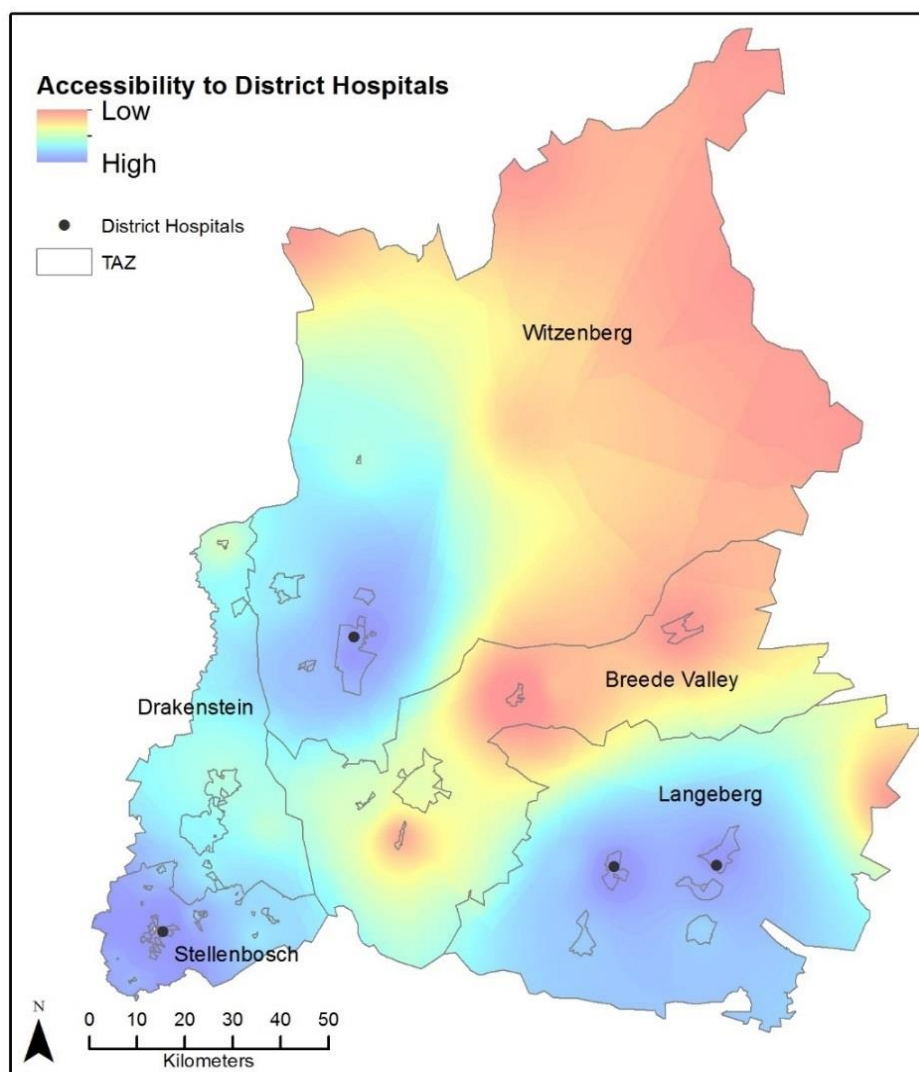 Accessibility to District Hospitals
Low
High
District Hospitals
TAZ
Witzenberg
Breede Valley
Drakenstein
Langeberg
Stellenbosch
N
0 10 20 30 40 50
Kilometers